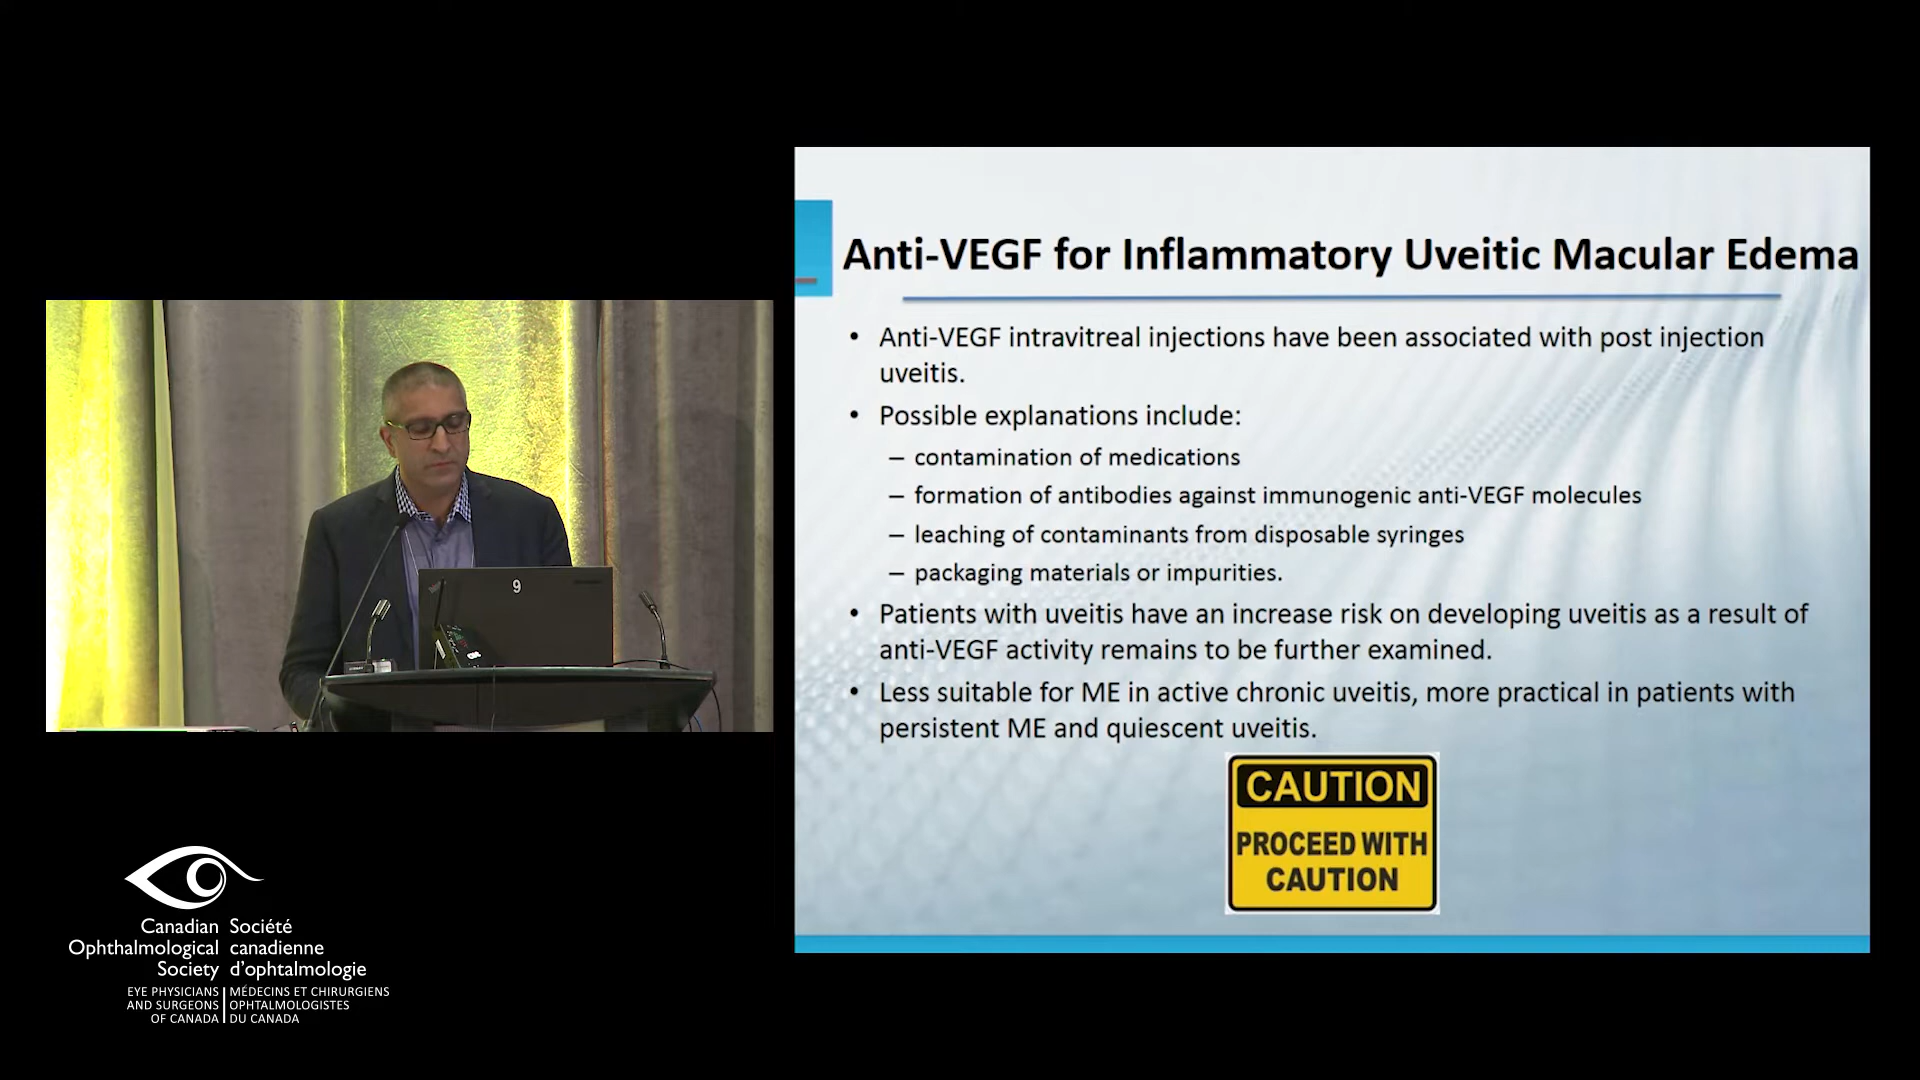 Anti-VEGF for Inflammatory Uveitic Macular Edema
• Anti-VEGF intravitreal injections have been associated with post injection
uveitis.
• Possible explanations include:
– contamination of medications
– formation of antibodies against immunogenic anti-VEGF molecules
– leaching of contaminants from disposable syringes
– packaging materials or impurities.
• Patients with uveitis have an increase risk on developing uveitis as a result of
anti-VEGF activity remains to be further examined.
• Less suitable for ME in active chronic uveitis, more practical in patients with
persistent ME and quiescent uveitis.
CAUTION
PROCEED WITH
CAUTION
9
Canadian
Ophthalmological
Society
Société
canadienne
d'ophtalmologie
EYE PHYSICIANS
AND SURGEONS
OF CANADA
MÉDECINS ET CHIRURGIENS
OPHTALMOLOGISTES
DU CANADA